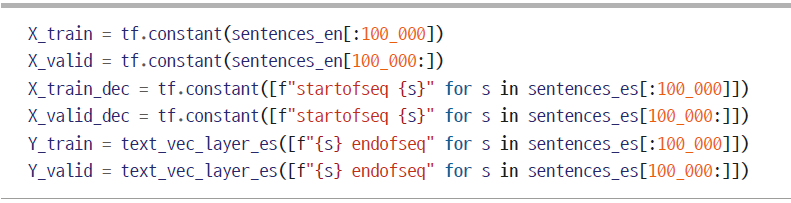 X_train = tf.constant(sentences_en[:100_000])
X_valid = tf.constant(sentences_en[100_000:])
X_train_dec = tf.constant([f"startofseq {s}" for s in sentences_es[:100_000]])
X_valid_dec = tf.constant([f"startofseq {s}" for s in sentences_es[100_000:]])
Y_train = text_vec_layer_es([f"{s} endofseq" for s in sentences_es[:100_000]])
Y_valid = text_vec_layer_es([f"{s} endofseq" for s in sentences_es[100_000:]])